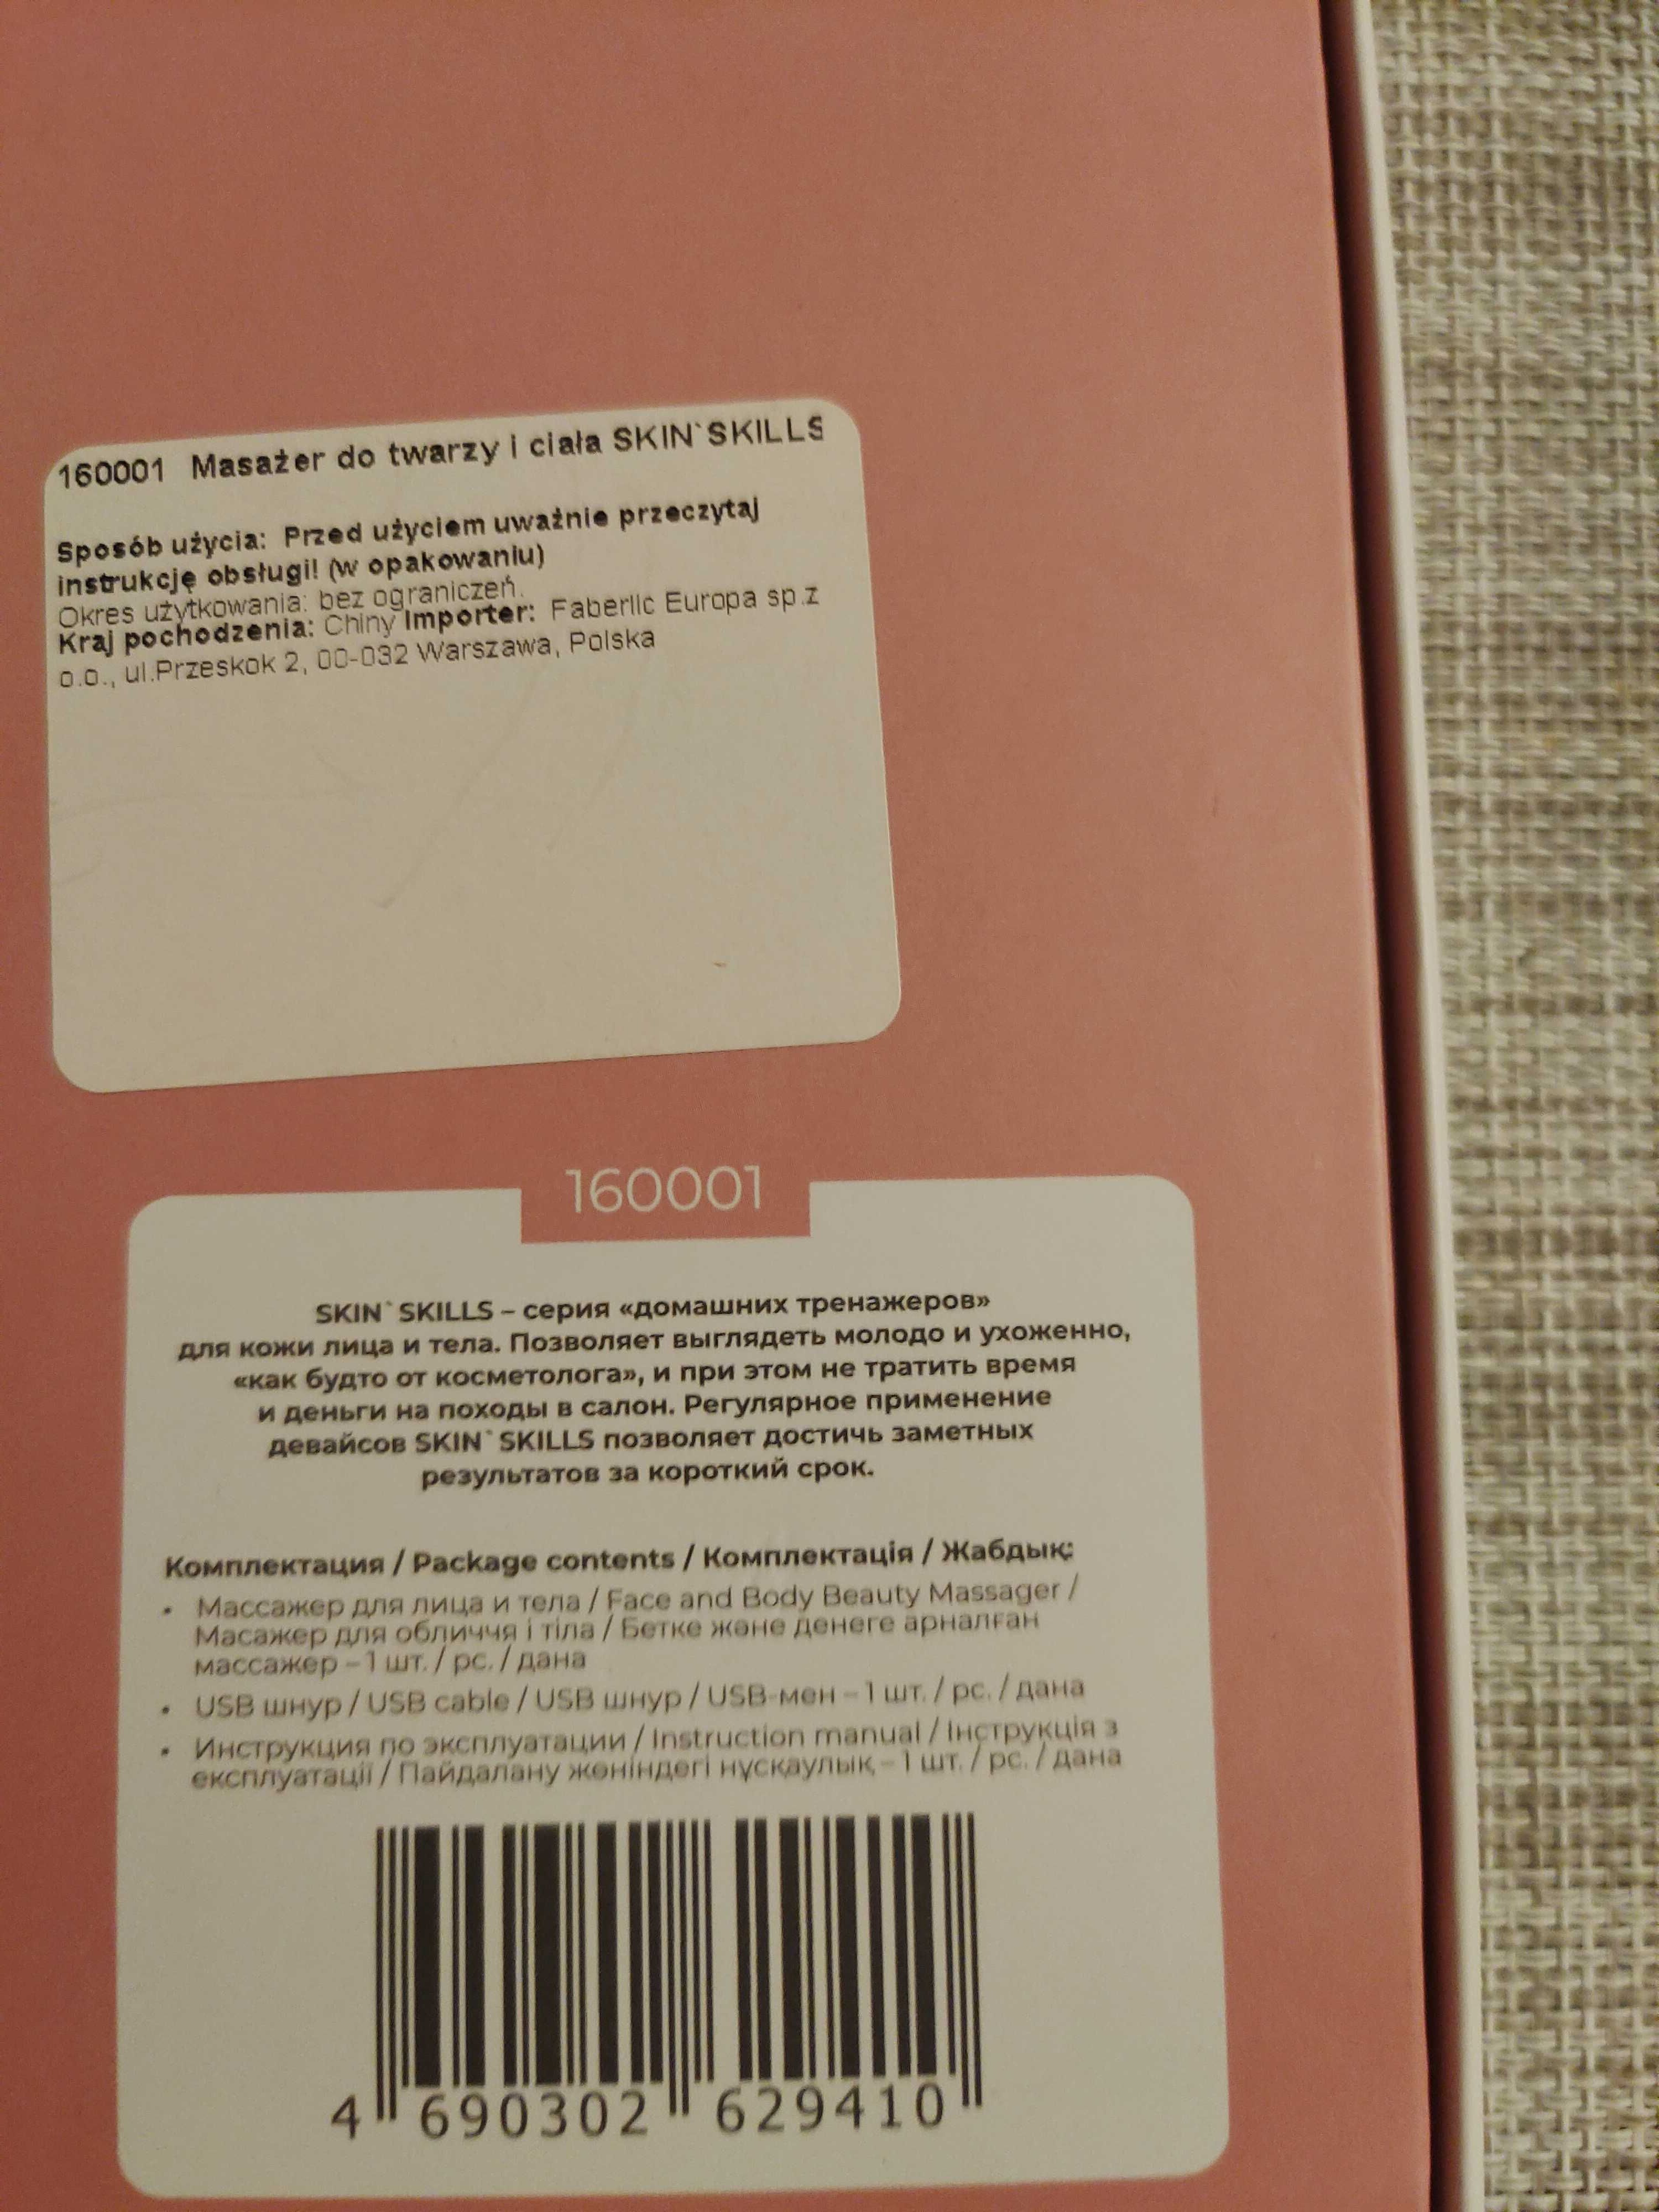 160001 Masażer do twarzy i ciała SKIN`SKILLS
Sposób użycia: Przed użyciem uważnie przeczytaj
instrukcję obsługi! (w opakowaniu)
Okres użytkowania: bez ograniczeń.
Kraj pochodzenia: Chiny Importer: Faberlic Europa sp.z
o.o., ul.Przeskok 2, 00-032 Warszawa, Polska
160001
SKIN`SKILLS – серия «домашних тренажеров»
для кожи лица и тела. Позволяет выглядеть молодо и ухоженно,
«как будто от косметолога», и при этом не тратить время
и деньги на походы в салон. Регулярное применение
девайсов SKIN`SKILLS позволяет достичь заметных
результатов за короткий срок.
Комплектация / Package contents / Комплектація / Жабдық:
• Массажер для лица и тела / Face and Body Beauty Massager /
Масажер для обличчя і тіла / Бетке және денеге арналған
массажер – 1 шт. / pc. / дана
• USB шнур / USB cable / USB шнур / USB-мен – 1 шт. / pc. / дана
• Инструкция по эксплуатации / Instruction manual / Інструкція з
експлуатації / Пайдалану жөніндегі нұсқаулық – 1 шт. / pc. / дана
4 690302 629410